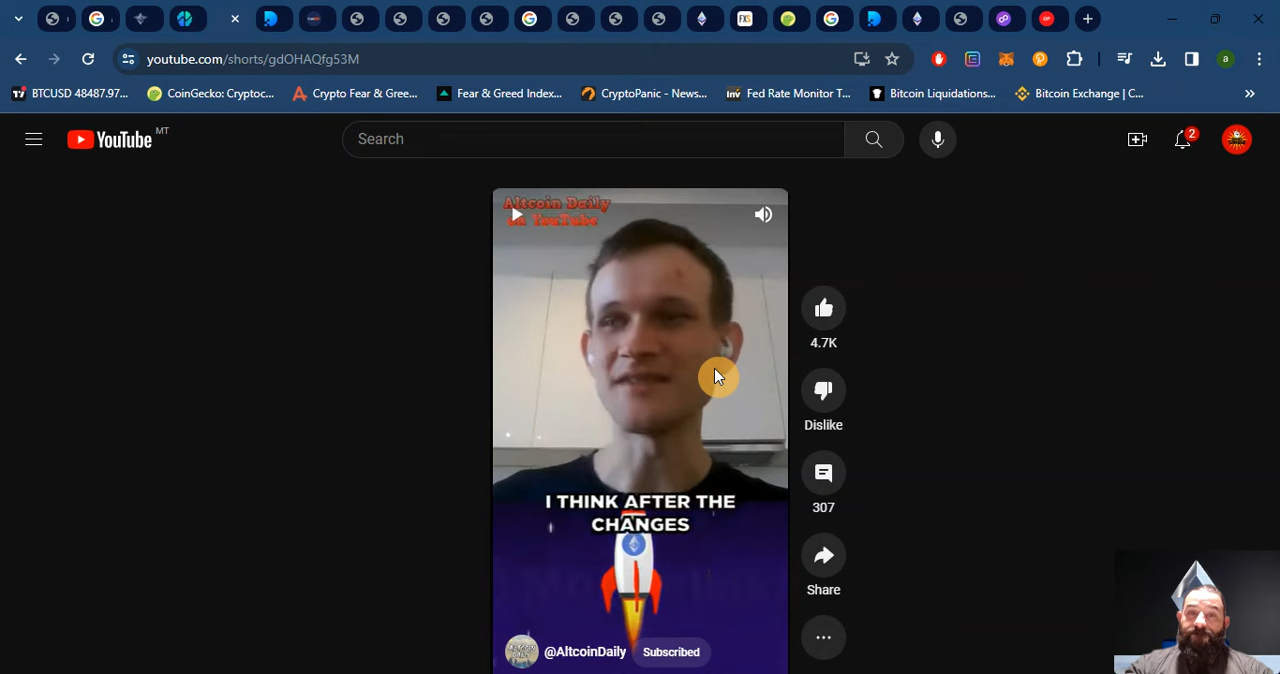 youtube.com/shorts/gdOHAQfg53M
BTCUSD 48487.97...
CoinGecko: Cryptoc...
Crypto Fear & Gree...
Fear & Greed Index...
CryptoPanic - News...
Fed Rate Monitor T...
Bitcoin Liquidations...
Bitcoin Exchange | C...
YouTube MT
Search
2
Altcoin Daily
on YouTube
4.7K
Dislike
I THINK AFTER THE
CHANGES
307
Share
@AltcoinDaily
Subscribed